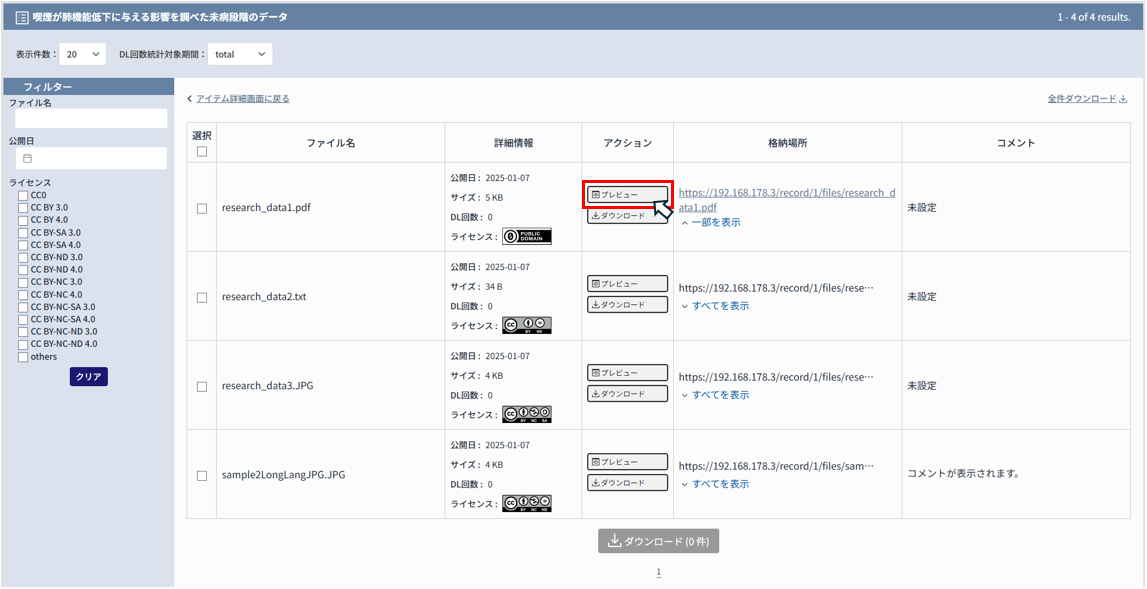 喫煙が肺機能低下に与える影響を調べた未病段階のデータ
1 - 4 of 4 results.
表示件数： 20
DL回数統計対象期間： total
フィルター
ファイル名
公開日
ライセンス
CC0
CC BY 3.0
CC BY 4.0
CC BY-SA 3.0
CC BY-SA 4.0
CC BY-ND 3.0
CC BY-ND 4.0
CC BY-NC 3.0
CC BY-NC 4.0
CC BY-NC-SA 3.0
CC BY-NC-SA 4.0
CC BY-NC-ND 3.0
CC BY-NC-ND 4.0
others
クリア
アイテム詳細画面に戻る
全件ダウンロード
選択
ファイル名
詳細情報
アクション
格納場所
コメント
research_data1.pdf
公開日： 2025-01-07
サイズ： 5 KB
DL回数： 0
ライセンス： PUBLIC DOMAIN
プレビュー
ダウンロード
https://192.168.178.3/record/1/files/research_d
ata1.pdf
一部を表示
未設定
research_data2.txt
公開日： 2025-01-07
サイズ： 34 B
DL回数： 0
ライセンス： CC BY ND
プレビュー
ダウンロード
https://192.168.178.3/record/1/files/rese…
すべてを表示
未設定
research_data3.JPG
公開日： 2025-01-07
サイズ： 4 KB
DL回数： 0
ライセンス： CC BY NC SA
プレビュー
ダウンロード
https://192.168.178.3/record/1/files/rese…
すべてを表示
未設定
sample2LongLangJPG.JPG
公開日： 2025-01-07
サイズ： 4 KB
DL回数： 0
ライセンス： CC BY NC ND
プレビュー
ダウンロード
https://192.168.178.3/record/1/files/sam…
すべてを表示
コメントが表示されます。
ダウンロード (0 件)
1